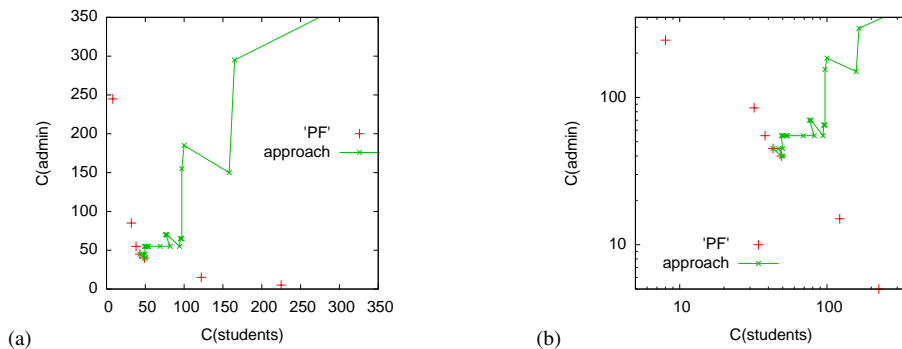 350
300
250
200
150
100
50
0
C(admin)
0 50 100 150 200 250 300 350
C(students)
'PF'
approach
(a)
100
10
C(admin)
10 100
C(students)
'PF'
approach
(b)